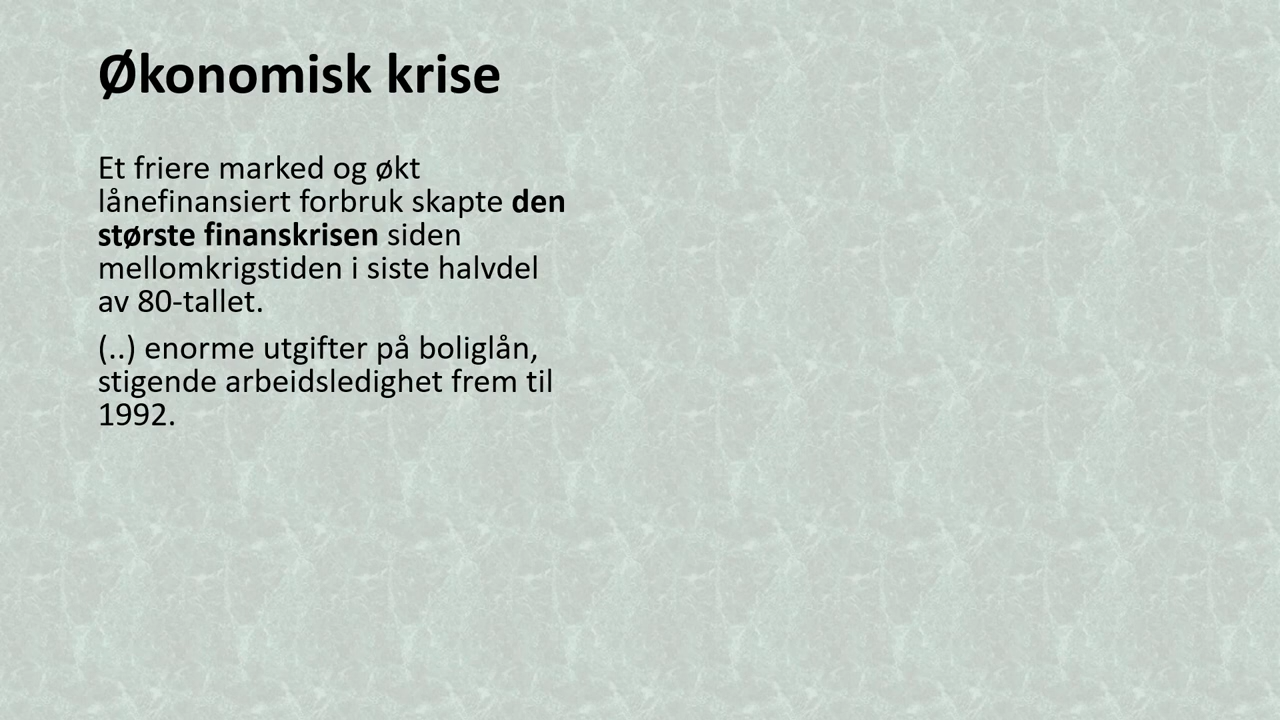 Økonomisk krise
Et friere marked og økt
lånefinansiert forbruk skapte den
største finanskrisen siden
mellomkrigstiden i siste halvdel
av 80-tallet.
(..) enorme utgifter på boliglån,
stigende arbeidsledighet frem til
1992.